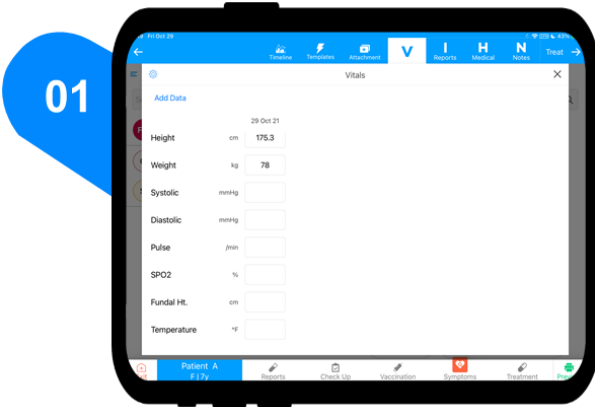 01
Fri Oct 29
43%
Timeline
Templates
Attachment
V
I
Reports
H
Medical
N
Notes
Treat
Vitals
Add Data
29 Oct 21
Height cm 175.3
Weight kg 78
Systolic mmHg
Diastolic mmHg
Pulse /min
SPO2 %
Fundal Ht. cm
Temperature °F
Patient A
F | 7y
Reports
Check Up
Vaccination
Symptoms
Treatment